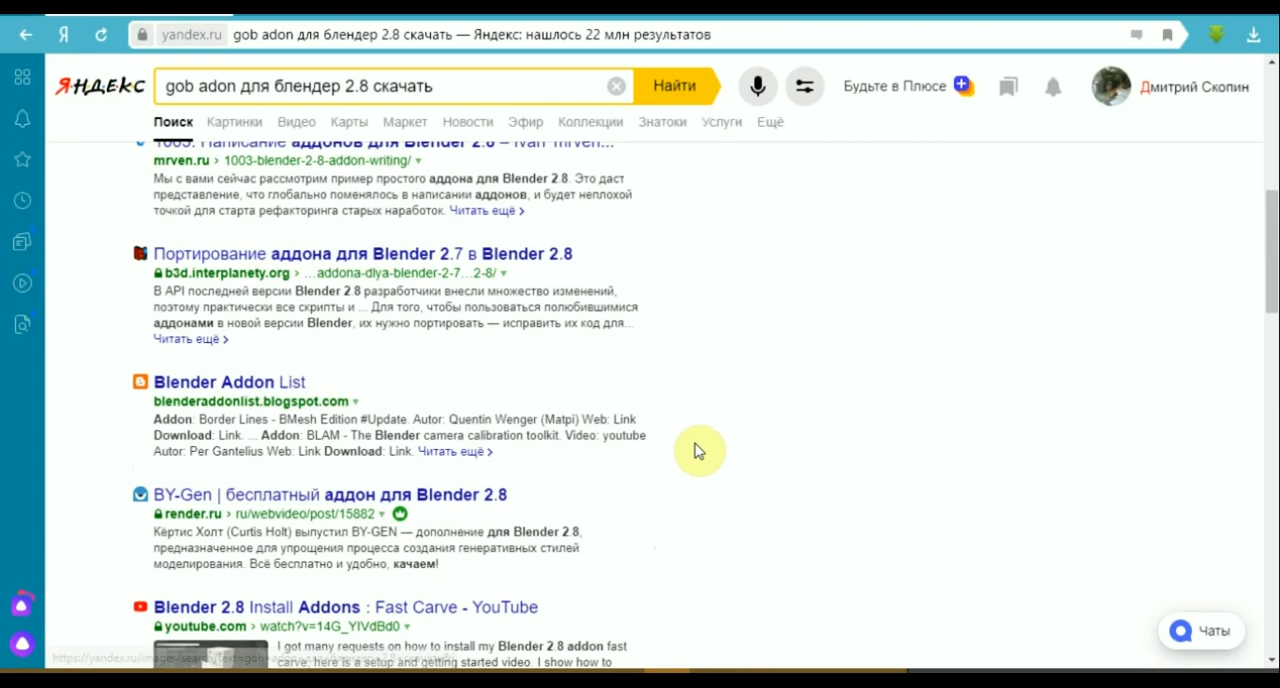 yandex.ru gob adon для блендер 2.8 скачать — Яндекс: нашлось 22 млн результатов
Яндекс gob adon для блендер 2.8 скачать Найти Будьте в Плюсе Дмитрий Скопин
Поиск Картинки Видео Карты Маркет Новости Эфир Коллекции Знатоки Услуги Ещё
1003. Написание аддонов для Blender 2.8 – Ivan "mrven...
mrven.ru › 1003-blender-2-8-addon-writing/
Мы с вами сейчас рассмотрим пример простого аддона для Blender 2.8. Это даст
представление, что глобально поменялось в написании аддонов, и будет неплохой
точкой для старта рефакторинга старых наработок. Читать ещё >
Портирование аддона для Blender 2.7 в Blender 2.8
b3d.interplanety.org › ...addona-dlya-blender-2-7...2-8/
В API последней версии Blender 2.8 разработчики внесли множество изменений,
поэтому практически все скрипты и ... Для того, чтобы пользоваться полюбившимися
аддонами в новой версии Blender, их нужно портировать — исправить их код для...
Читать ещё >
Blender Addon List
blenderaddonlist.blogspot.com
Addon: Border Lines - BMesh Edition #Update. Autor: Quentin Wenger (Matpi) Web: Link
Download: Link. ... Addon: BLAM - The Blender camera calibration toolkit. Video: youtube
Autor: Per Gantelius Web: Link Download: Link. Читать ещё >
BY-Gen | бесплатный аддон для Blender 2.8
render.ru › ru/webvideo/post/15882
Кёртис Холт (Curtis Holt) выпустил BY-GEN — дополнение для Blender 2.8,
предназначенное для упрощения процесса создания генеративных стилей
моделирования. Всё бесплатно и удобно, качаем!
Blender 2.8 Install Addons : Fast Carve - YouTube
youtube.com › watch?v=14G_YIVdBd0
I got many requests on how to install my Blender 2.8 addon fast
carve, here is a setup and getting started video. I show how to
Чаты